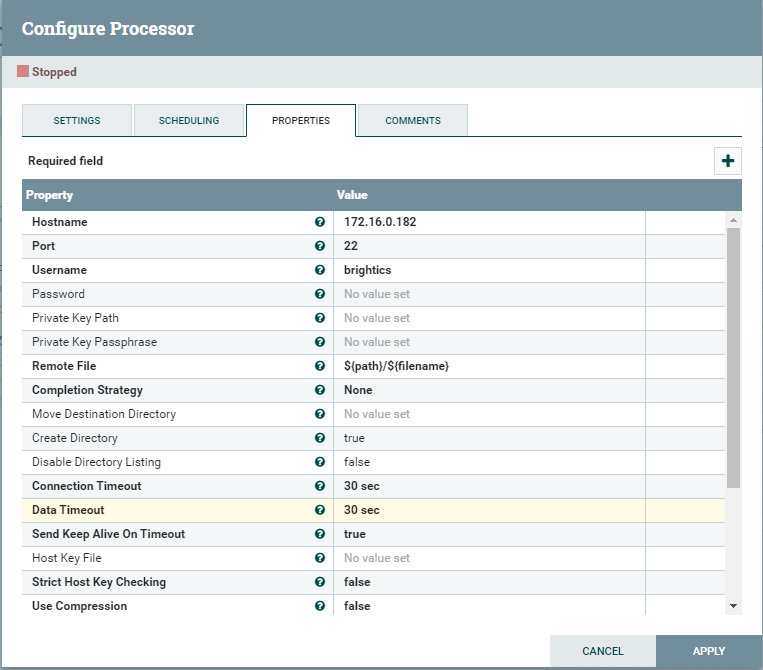 Configure Processor
Stopped
SETTINGS SCHEDULING PROPERTIES COMMENTS
Required field
Property Value
Hostname 172.16.0.182
Port 22
Username brightics
Password No value set
Private Key Path No value set
Private Key Passphrase No value set
Remote File ${path}/${filename}
Completion Strategy None
Move Destination Directory No value set
Create Directory true
Disable Directory Listing false
Connection Timeout 30 sec
Data Timeout 30 sec
Send Keep Alive On Timeout true
Host Key File No value set
Strict Host Key Checking false
Use Compression false
CANCEL APPLY